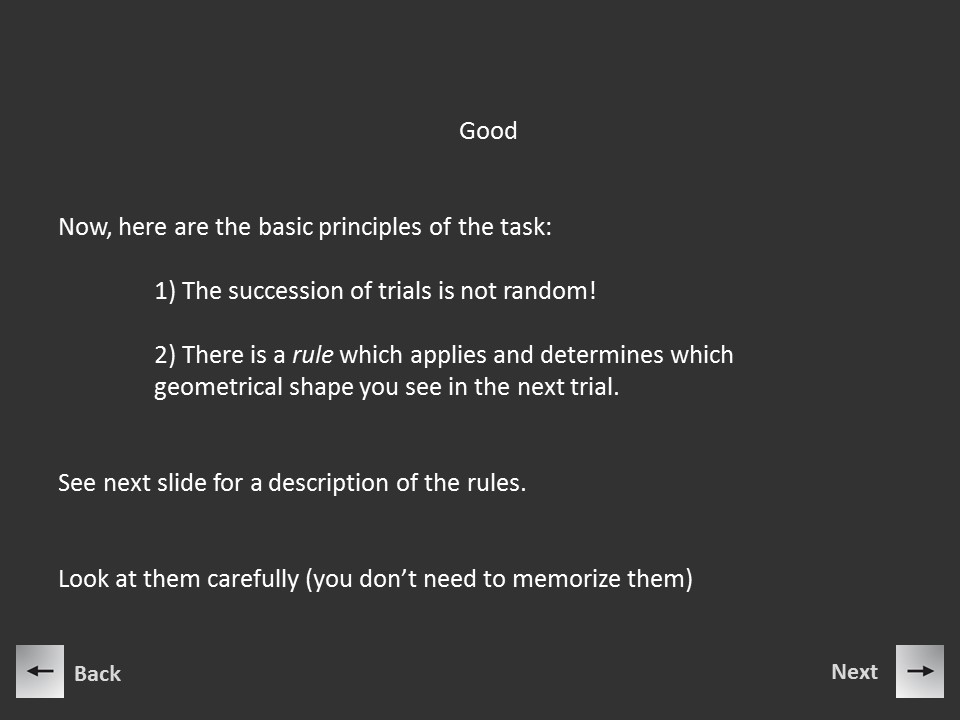 Good
Now, here are the basic principles of the task:
1) The succession of trials is not random!
2) There is a rule which applies and determines which
geometrical shape you see in the next trial.
See next slide for a description of the rules.
Look at them carefully (you don’t need to memorize them)
Back
Next